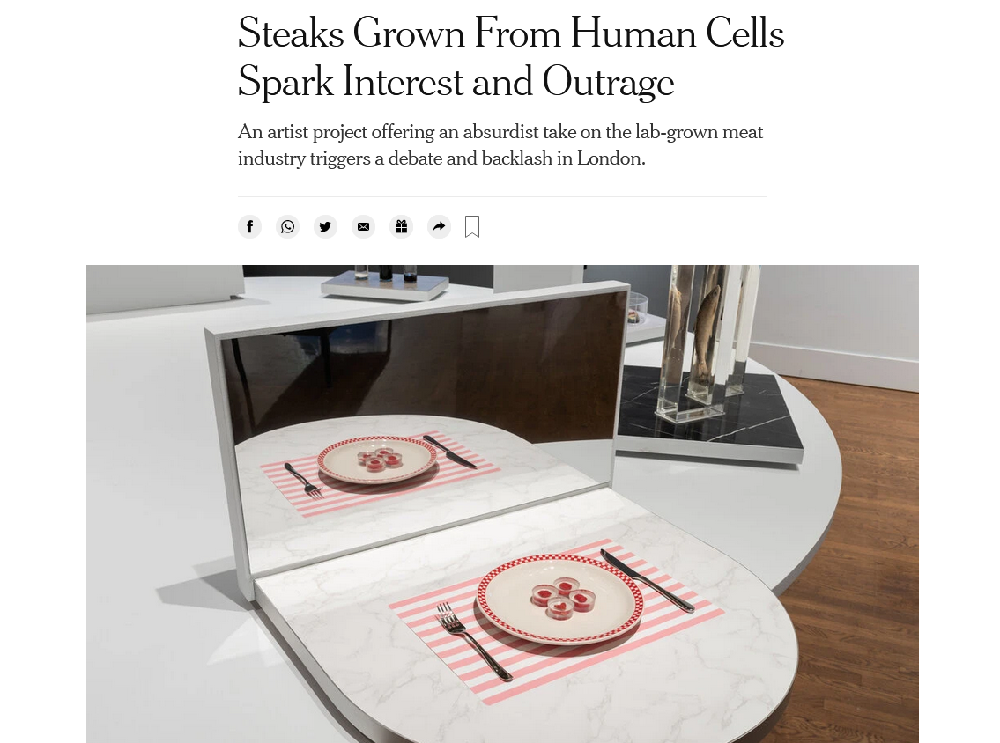 Steaks Grown From Human Cells
Spark Interest and Outrage
An artist project offering an absurdist take on the lab-grown meat
industry triggers a debate and backlash in London.